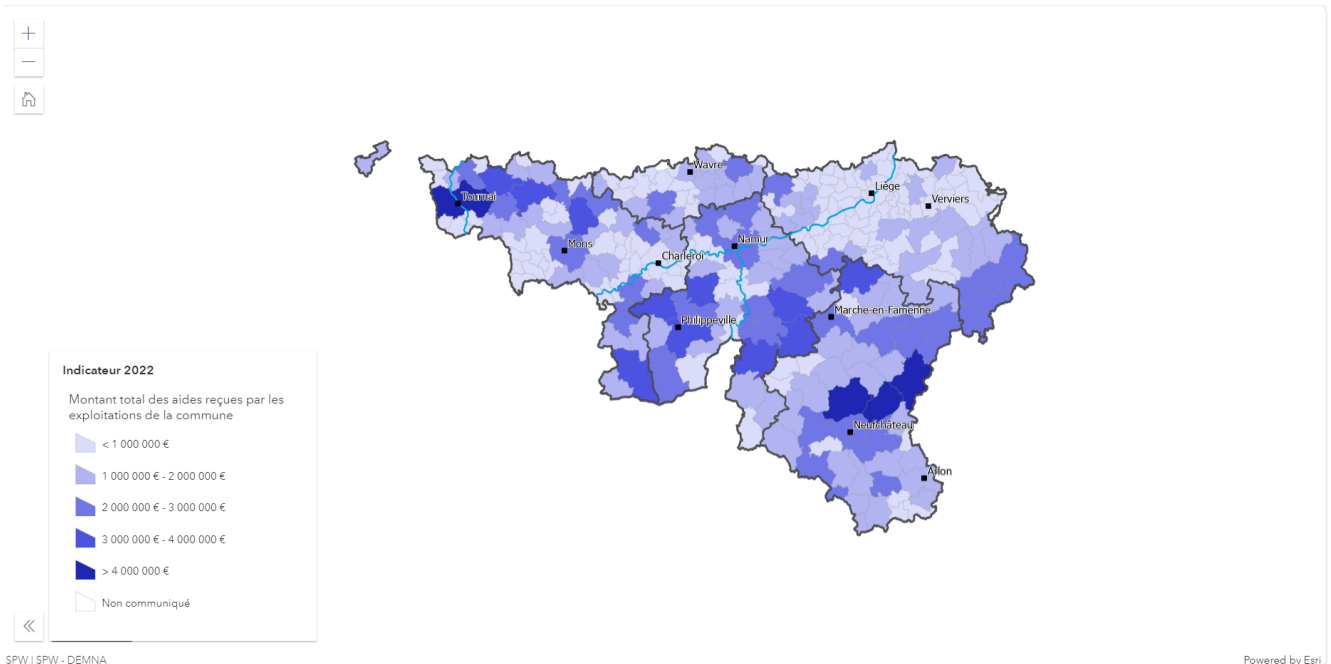 Wavre
Liège
Tournai
Verviers
Mons
Namur
Charleroi
Marche-en-Famenne
Philippeville
Neufchâteau
Arlon
Indicateur 2022
Montant total des aides reçues par les
exploitations de la commune
< 1 000 000 €
1 000 000 € - 2 000 000 €
2 000 000 € - 3 000 000 €
3 000 000 € - 4 000 000 €
> 4 000 000 €
Non communiqué
SPW | SPW - DEMNA
Powered by Esri